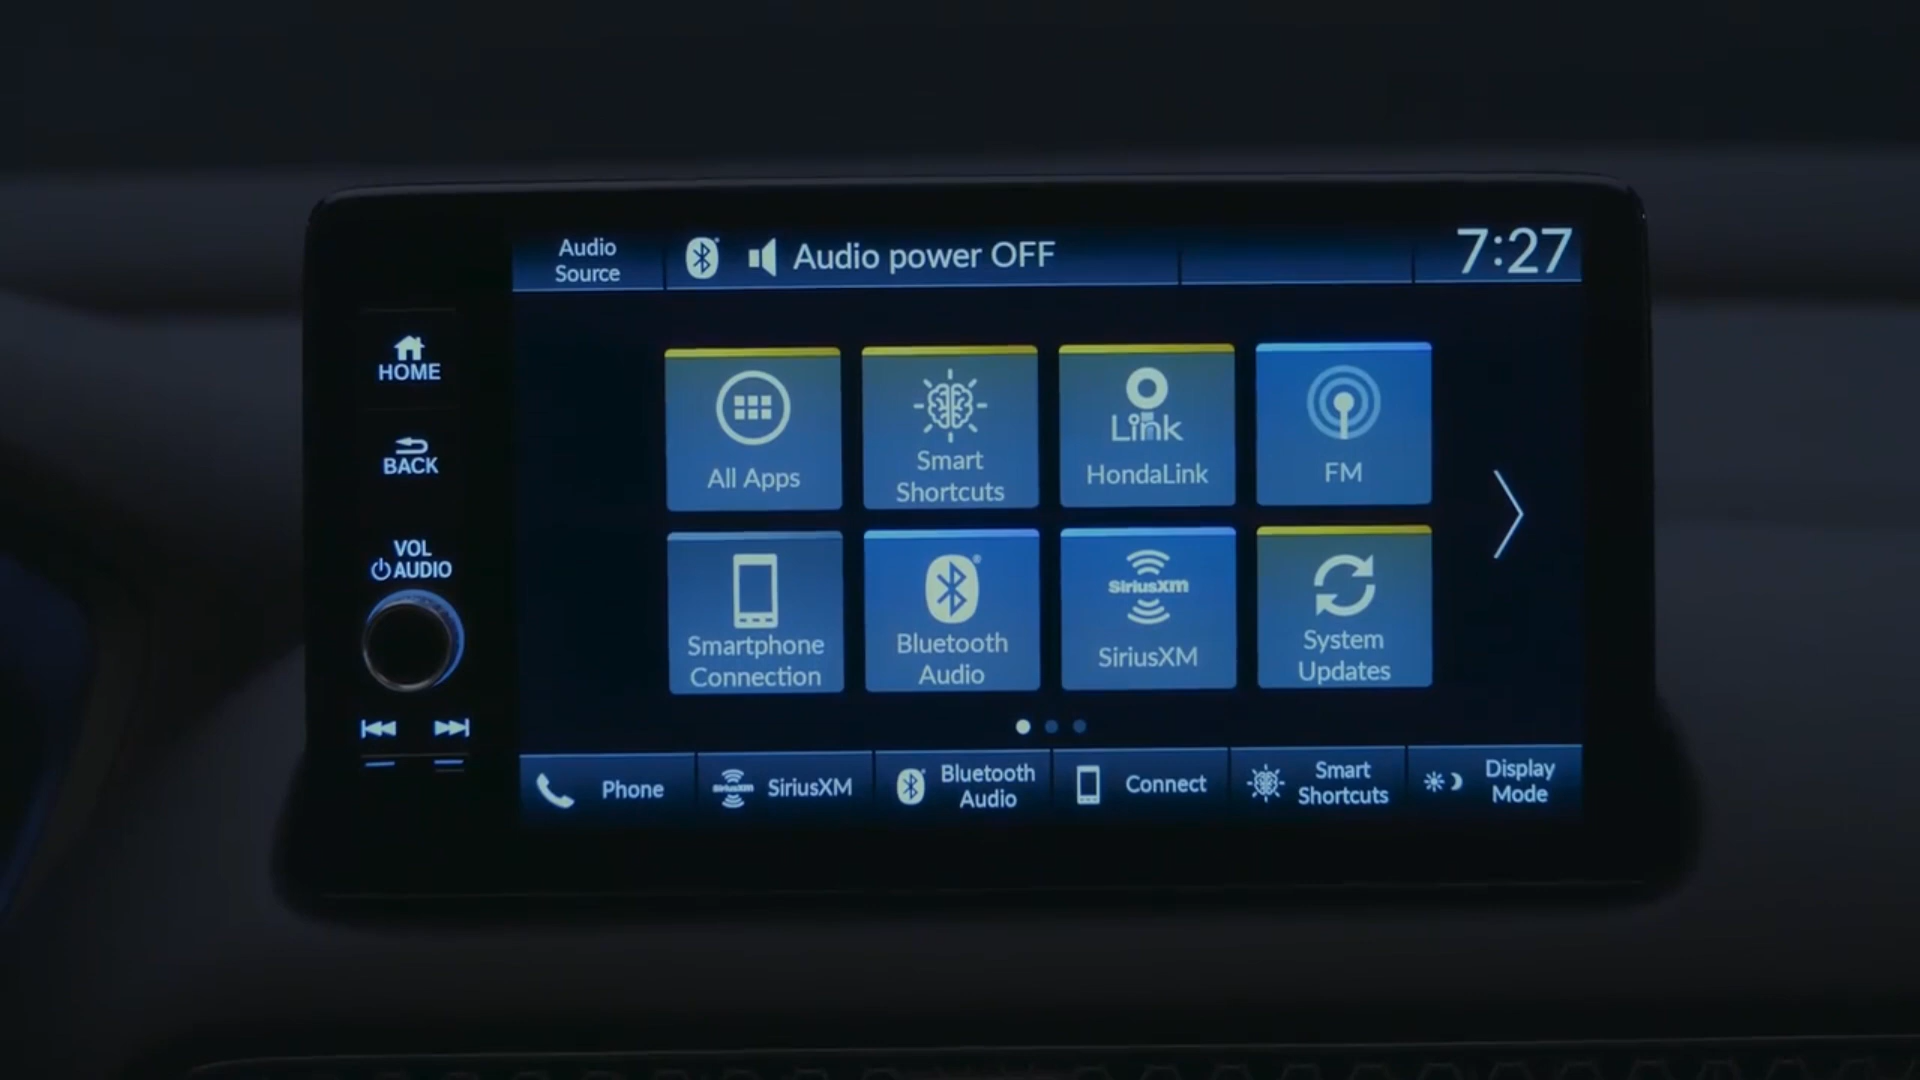 Audio
Source
Audio power OFF
7:27
HOME
BACK
VOL
AUDIO
All Apps
Smart
Shortcuts
Link
HondaLink
FM
Smartphone
Connection
Bluetooth
Audio
SiriusXM
SiriusXM
System
Updates
Phone
SiriusXM
SiriusXM
Bluetooth
Audio
Connect
Smart
Shortcuts
Display
Mode